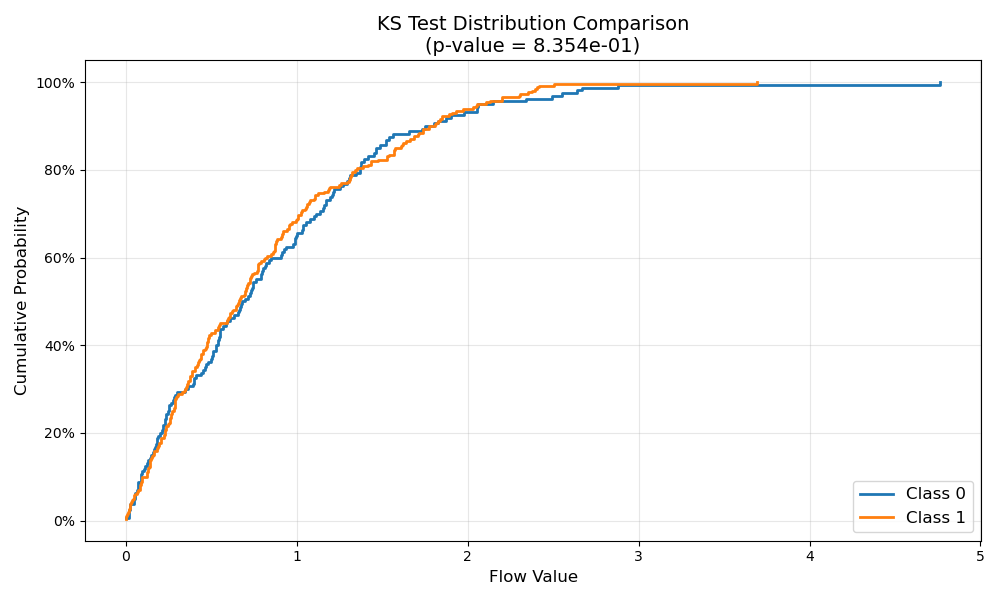 KS Test Distribution Comparison
(p-value = 8.354e-01)
Cumulative Probability
100%
80%
60%
40%
20%
0%
Class 0
Class 1
0 1 2 3 4 5
Flow Value